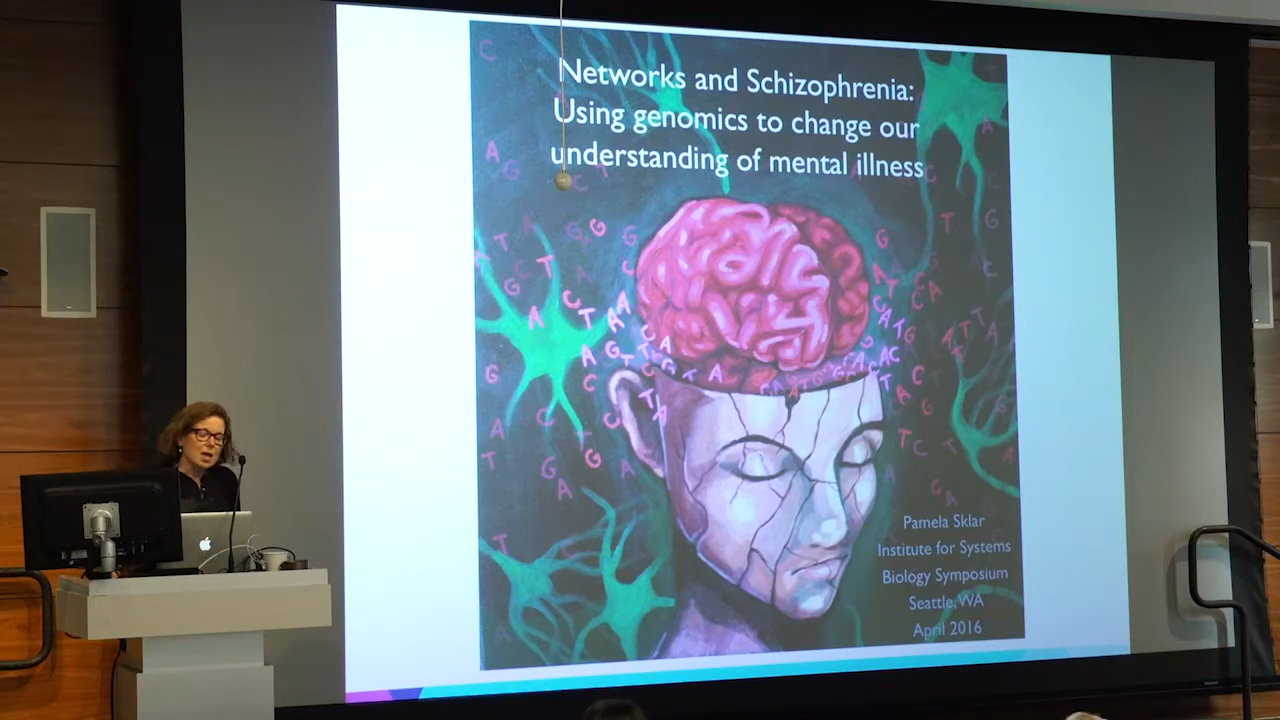 Networks and Schizophrenia:
Using genomics to change our
understanding of mental illness
Pamela Sklar
Institute for Systems
Biology Symposium
Seattle, WA
April 2016